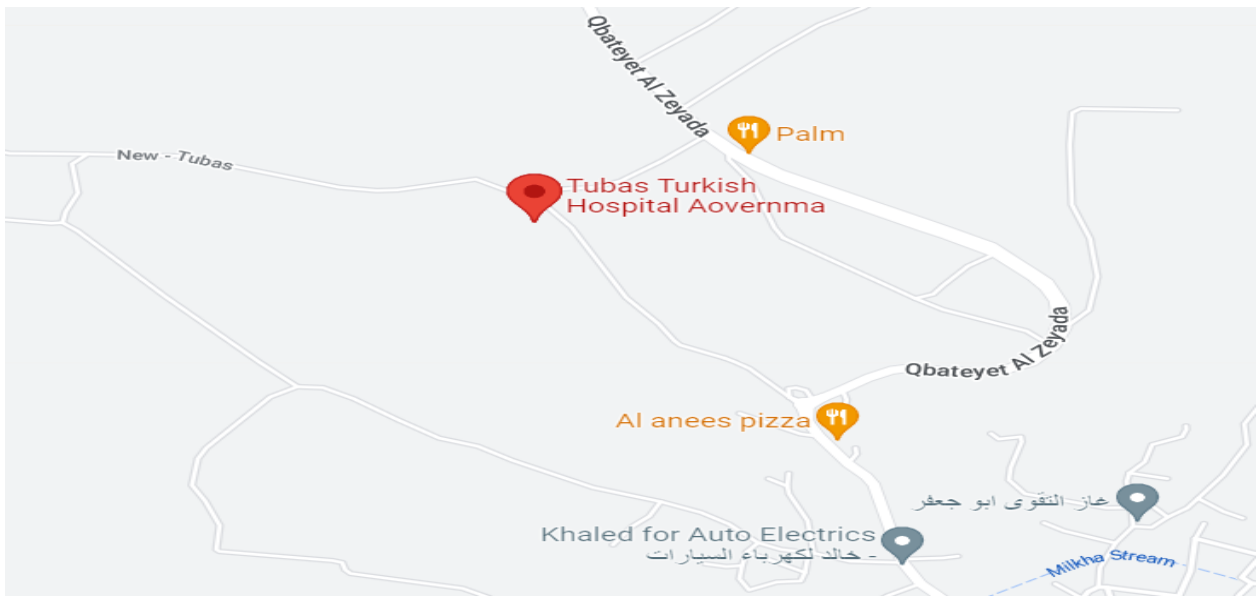 Qbateyet Al Zeyada
Palm
New - Tubas
Tubas Turkish
Hospital Aovernma
Qbateyet Al Zeyada
Al anees pizza
غاز التقوى ابو جعفر
Khaled for Auto Electrics
- خالد لكهرباء السيارات
Milkha Stream